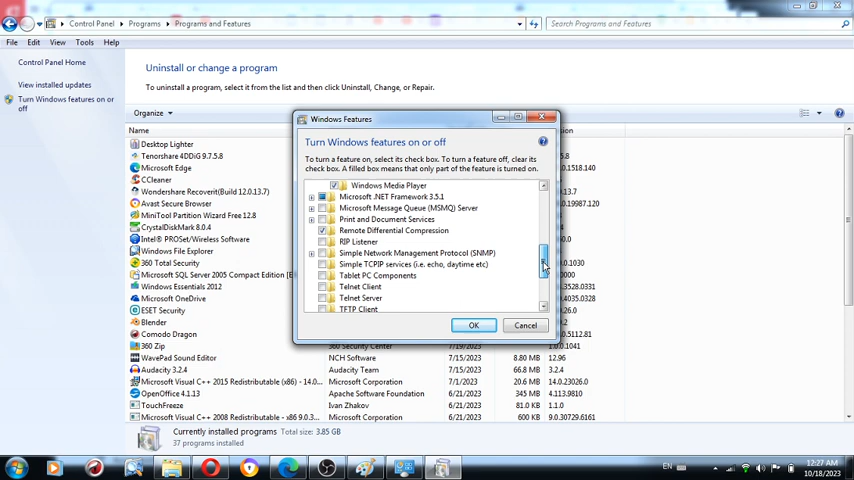 Control Panel
Programs
Programs and Features
Search Programs and Features
File Edit View Tools Help
Control Panel Home
View installed updates
Turn Windows features on or
off
Uninstall or change a program
To uninstall a program, select it from the list and then click Uninstall, Change, or Repair.
Organize
Name
Desktop Lighter
Tenorshare 4DDiG 9.7.5.8
Microsoft Edge
CCleaner
Wondershare Recoverit(Build 12.0.13.7)
Avast Secure Browser
MiniTool Partition Wizard Free 12.8
CrystalDiskMark 8.0.4
Intel® PROSet/Wireless Software
Windows File Explorer
360 Total Security
Microsoft SQL Server 2005 Compact Edition
Windows Essentials 2012
Microsoft OneDrive
ESET Security
Blender
Comodo Dragon
360 Zip 7/19/2023 1.0.0.1041
WavePad Sound Editor NCH Software 7/15/2023 8.80 MB 12.96
Audacity 3.2.4 Audacity Team 7/15/2023 66.8 MB 3.2.4
Microsoft Visual C++ 2015 Redistributable (x86) - 14.0.... Microsoft Corporation 7/1/2023 20.6 MB 14.0.23026.0
OpenOffice 4.1.13 Apache Software Foundation 6/21/2023 345 MB 4.113.9810
TouchFreeze Ivan Zhakov 6/21/2023 81.0 KB 1.1.0
Microsoft Visual C++ 2008 Redistributable - x86 9.0.30... Microsoft Corporation 6/21/2023 600 KB 9.0.30729.6161
Windows Features
Turn Windows features on or off
To turn a feature on, select its check box. To turn a feature off, clear its
check box. A filled box means that only part of the feature is turned on.
Windows Media Player
Microsoft .NET Framework 3.5.1
Microsoft Message Queue (MSMQ) Server
Print and Document Services
Remote Differential Compression
RIP Listener
Simple Network Management Protocol (SNMP)
Simple TCPIP services (i.e. echo, daytime etc)
Tablet PC Components
Telnet Client
Telnet Server
TFTP Client
OK
Cancel
Currently installed programs Total size: 3.85 GB
37 programs installed
EN
12:27 AM
10/18/2023